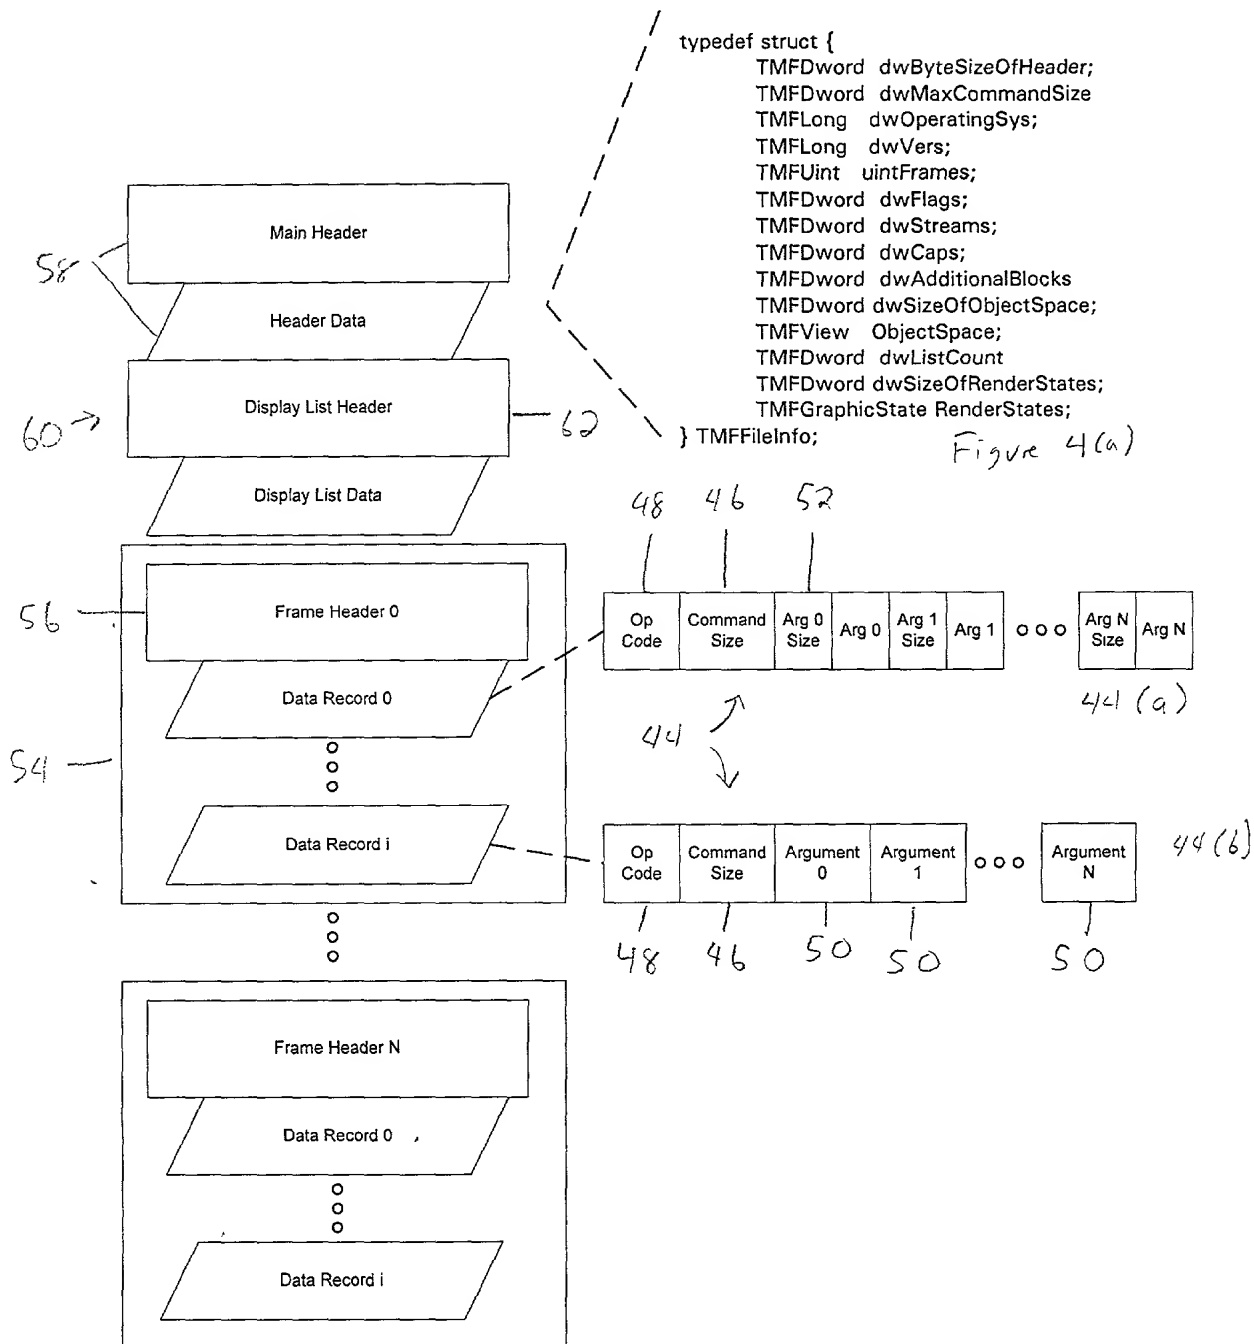 typedef struct {
TMFDword dwByteSizeOfHeader;
TMFDword dwMaxCommandSize
TMFLong dwOperatingSys;
TMFLong dwVers;
TMFUint uintFrames;
TMFDword dwFlags;
TMFDword dwStreams;
TMFDword dwCaps;
TMFDword dwAdditionalBlocks
TMFDword dwSizeOfObjectSpace;
TMFView ObjectSpace;
TMFDword dwListCount
TMFDword dwSizeOfRenderStates;
TMFGraphicState RenderStates;
} TMFFileInfo;
Figure 4(a)
Main Header
58
Header Data
Display List Header
60
62
Display List Data
48 46 52
56
Frame Header 0
Op Code
Command Size
Arg 0 Size
Arg 0
Arg 1 Size
Arg 1
Arg N Size
Arg N
Data Record 0
44
44(a)
54
Data Record i
Op Code
Command Size
Argument 0
Argument 1
Argument N
44(b)
48 46 50 50 50
Frame Header N
Data Record 0
Data Record i